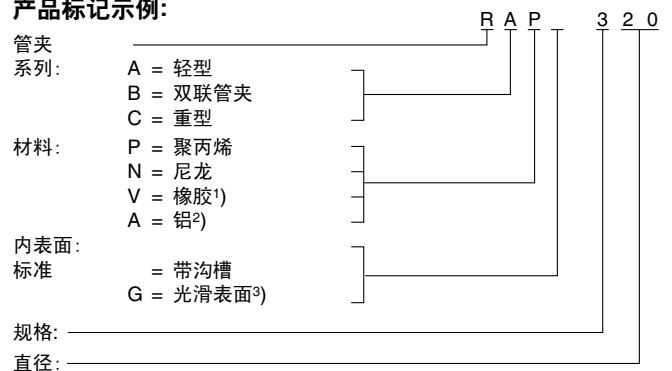 产品标记示例:
R A P 3 2 0
管夹
系列: A = 轻型
B = 双联管夹
C = 重型
材料: P = 聚丙烯
N = 尼龙
V = 橡胶¹)
A = 铝²)
内表面:
标准 = 带沟槽
G = 光滑表面³)
规格:
直径: